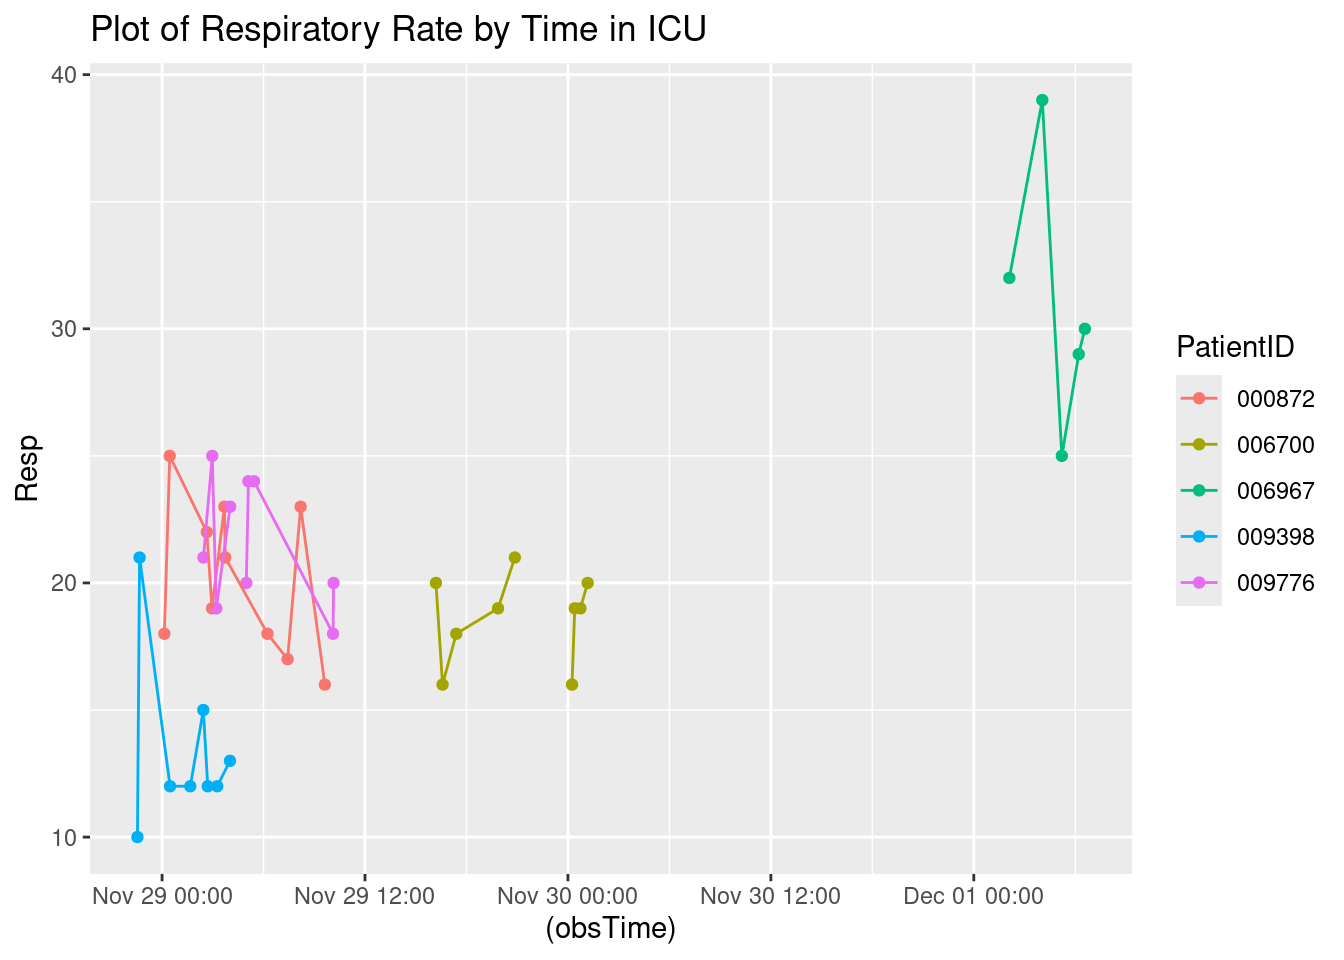 Plot of Respiratory Rate by Time in ICU
40
30
20
10
Resp
Nov 29 00:00 Nov 29 12:00 Nov 30 00:00 Nov 30 12:00 Dec 01 00:00
(obsTime)
PatientID
000872
006700
006967
009398
009776